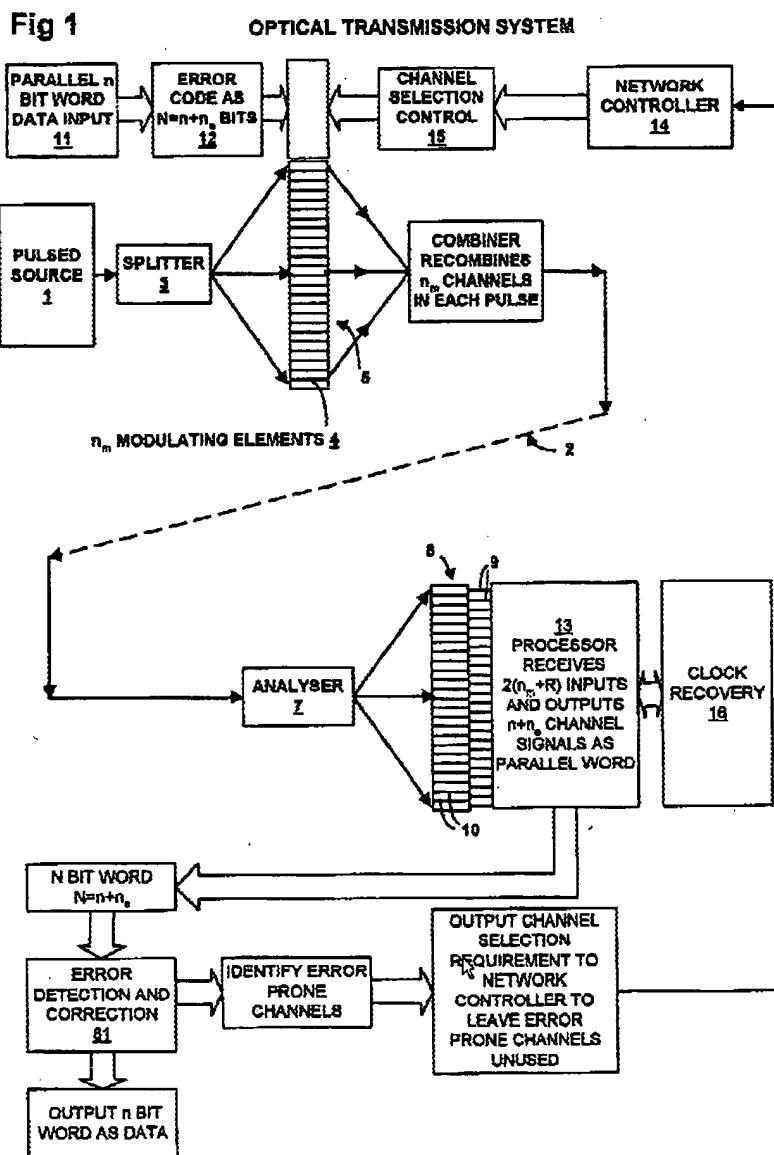 Fig 1
OPTICAL TRANSMISSION SYSTEM
PARALLEL n
BIT WORD
DATA INPUT
11
ERROR
CODE AS
N=n+nₑ BITS
12
CHANNEL
SELECTION
CONTROL
15
NETWORK
CONTROLLER
14
PULSED
SOURCE
1
SPLITTER
3
COMBINER
RECOMBINES
nₘ CHANNELS
IN EACH PULSE
5
nₘ MODULATING ELEMENTS 4
2
8
9
ANALYSER
7
13
PROCESSOR
RECEIVES
2(nₘ+R) INPUTS
AND OUTPUTS
n+nₑ CHANNEL
SIGNALS AS
PARALLEL WORD
CLOCK
RECOVERY
16
10
N BIT WORD
N=n+nₑ
ERROR
DETECTION AND
CORRECTION
61
IDENTIFY ERROR
PRONE
CHANNELS
OUTPUT CHANNEL
SELECTION
REQUIREMENT TO
NETWORK
CONTROLLER TO
LEAVE ERROR
PRONE CHANNELS
UNUSED
OUTPUT n BIT
WORD AS DATA